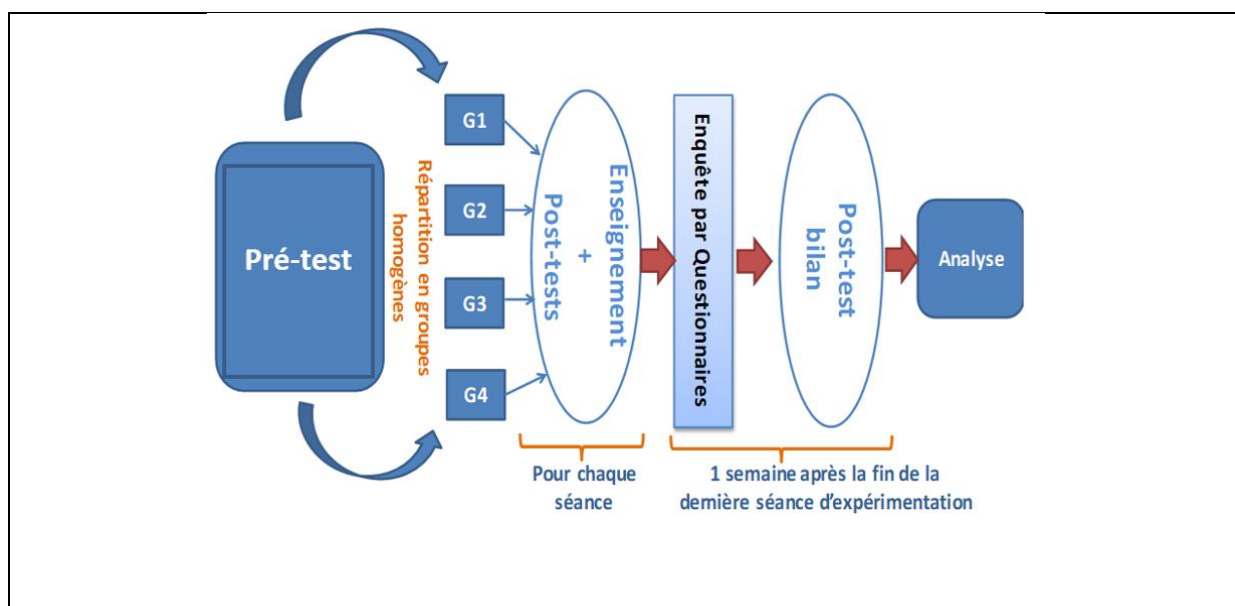 Pré-test
Répartition en groupes
homogènes
G1
G2
G3
G4
Enseignement
+
Post-tests
Enquête par Questionnaires
Post-test
bilan
Analyse
Pour chaque
séance
1 semaine après la fin de la
dernière séance d'expérimentation